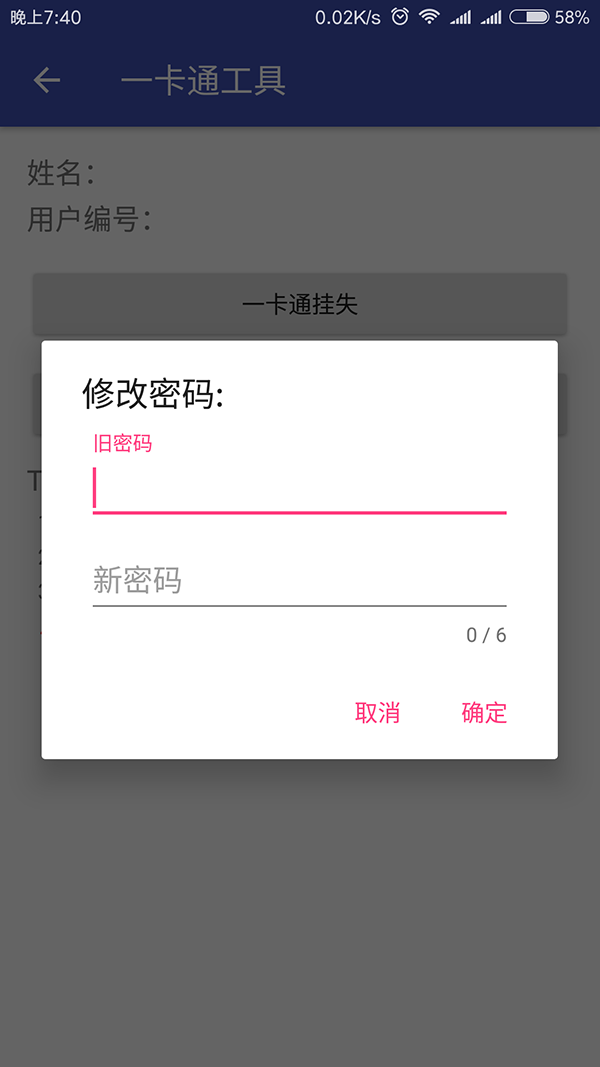 晚上7:40 0.02K/s 58%
一卡通工具
姓名：
用户编号：
一卡通挂失
修改密码:
旧密码
新密码
0 / 6
取消 确定